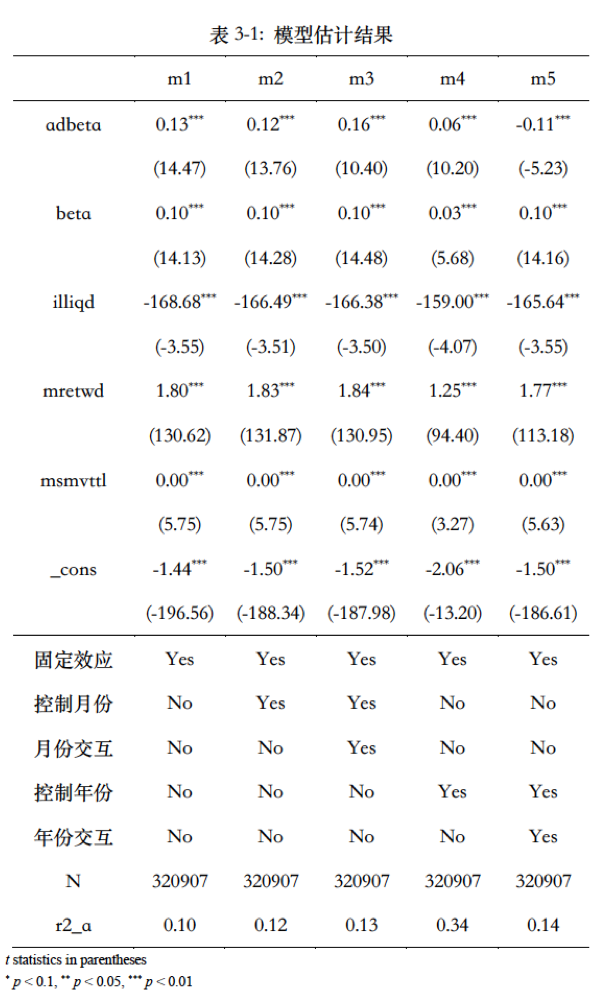 表 3-1: 模型估计结果
m1 m2 m3 m4 m5
adbeta 0.13*** 0.12*** 0.16*** 0.06*** -0.11***
(14.47) (13.76) (10.40) (10.20) (-5.23)
beta 0.10*** 0.10*** 0.10*** 0.03*** 0.10***
(14.13) (14.28) (14.48) (5.68) (14.16)
illiqd -168.68*** -166.49*** -166.38*** -159.00*** -165.64***
(-3.55) (-3.51) (-3.50) (-4.07) (-3.55)
mretwd 1.80*** 1.83*** 1.84*** 1.25*** 1.77***
(130.62) (131.87) (130.95) (94.40) (113.18)
msmvttl 0.00*** 0.00*** 0.00*** 0.00*** 0.00***
(5.75) (5.75) (5.74) (3.27) (5.63)
_cons -1.44*** -1.50*** -1.52*** -2.06*** -1.50***
(-196.56) (-188.34) (-187.98) (-13.20) (-186.61)
固定效应 Yes Yes Yes Yes Yes
控制月份 No Yes Yes No No
月份交互 No No Yes No No
控制年份 No No No Yes Yes
年份交互 No No No No Yes
N 320907 320907 320907 320907 320907
r2_a 0.10 0.12 0.13 0.34 0.14
t statistics in parentheses
* p < 0.1, ** p < 0.05, *** p < 0.01